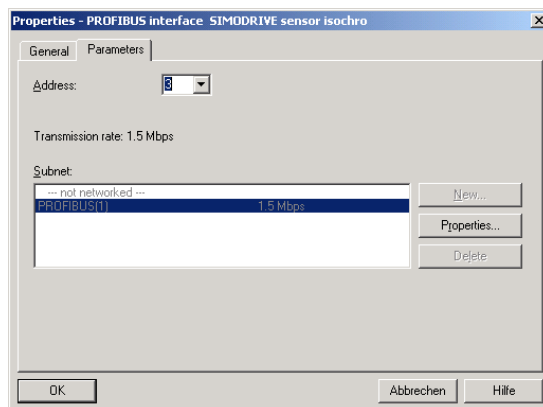 Properties - PROFIBUS interface SIMODRIVE sensor isochro
General Parameters
Address: 3
Transmission rate: 1.5 Mbps
Subnet:
--- not networked ---
PROFIBUS(1) 1.5 Mbps
New...
Properties...
Delete
OK Abbrechen Hilfe